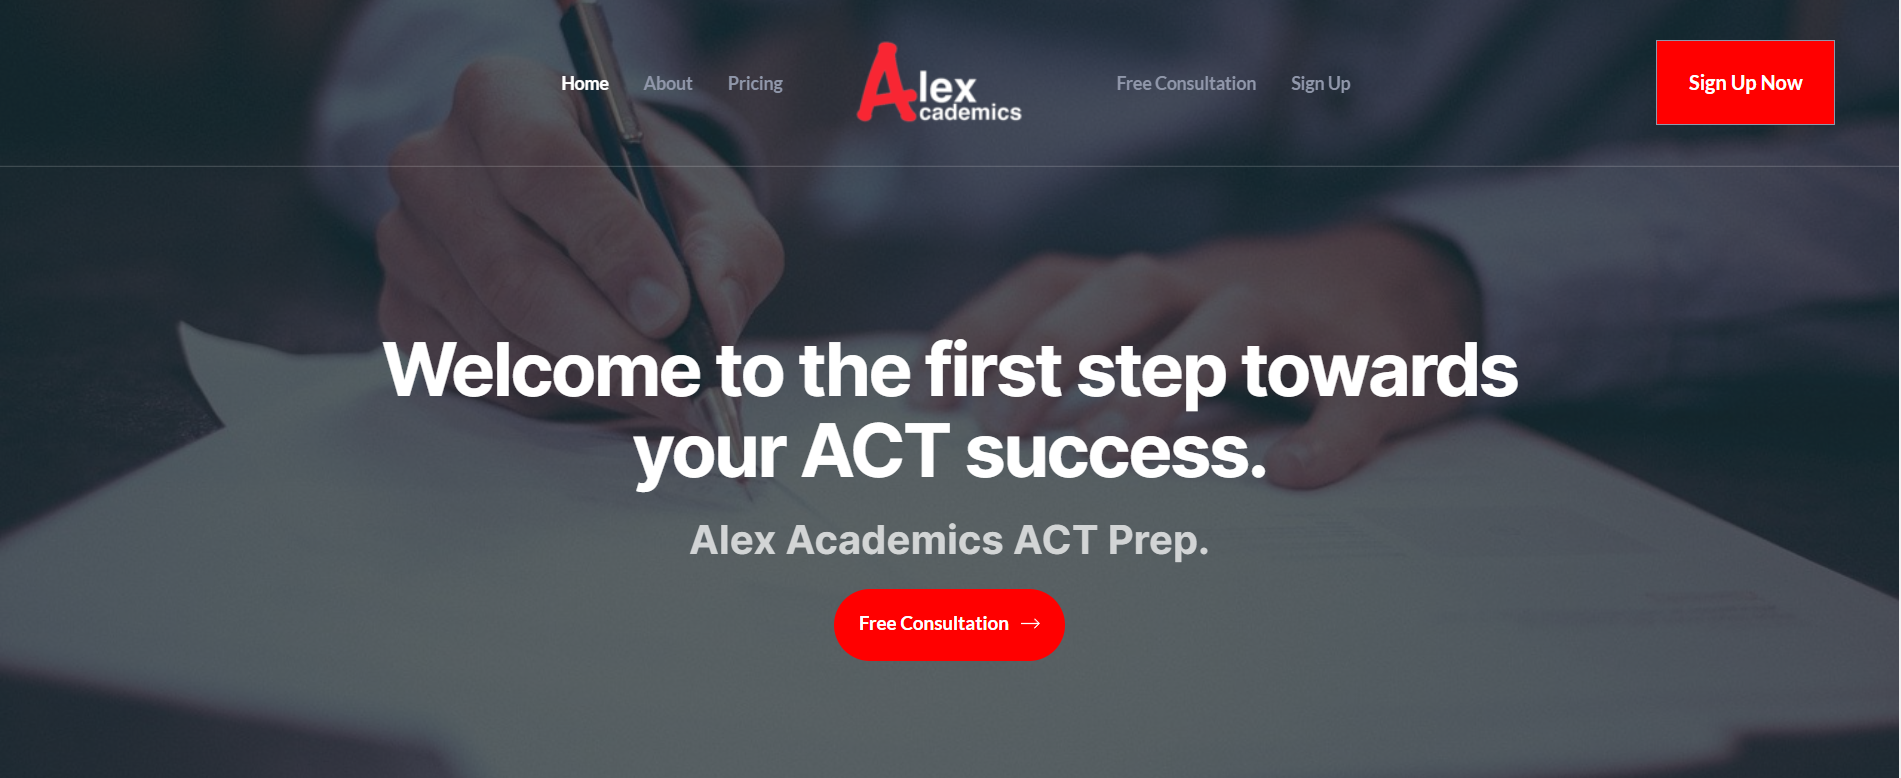 Home About Pricing
Alex
Academics
Free Consultation Sign Up
Sign Up Now
Welcome to the first step towards
your ACT success.
Alex Academics ACT Prep.
Free Consultation →